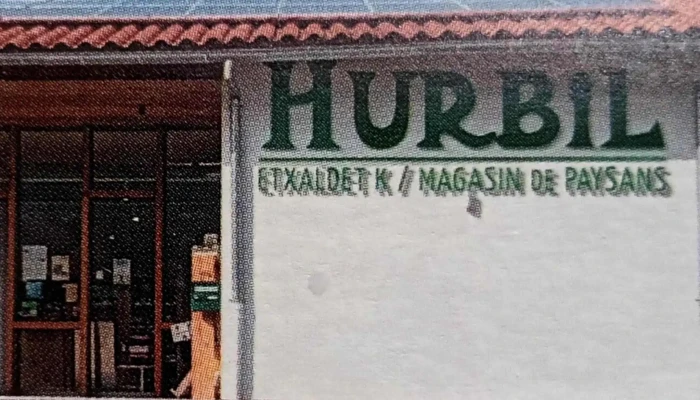 HURBIL
ETXALDET K // MAGASIN DE PAYSANS